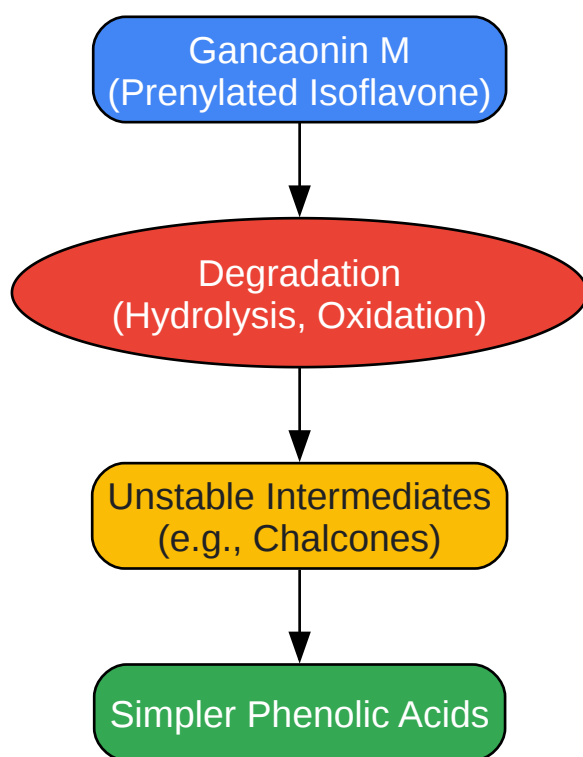 Gancaonin M
(Prenylated Isoflavone)
Degradation
(Hydrolysis, Oxidation)
Unstable Intermediates
(e.g., Chalcones)
Simpler Phenolic Acids